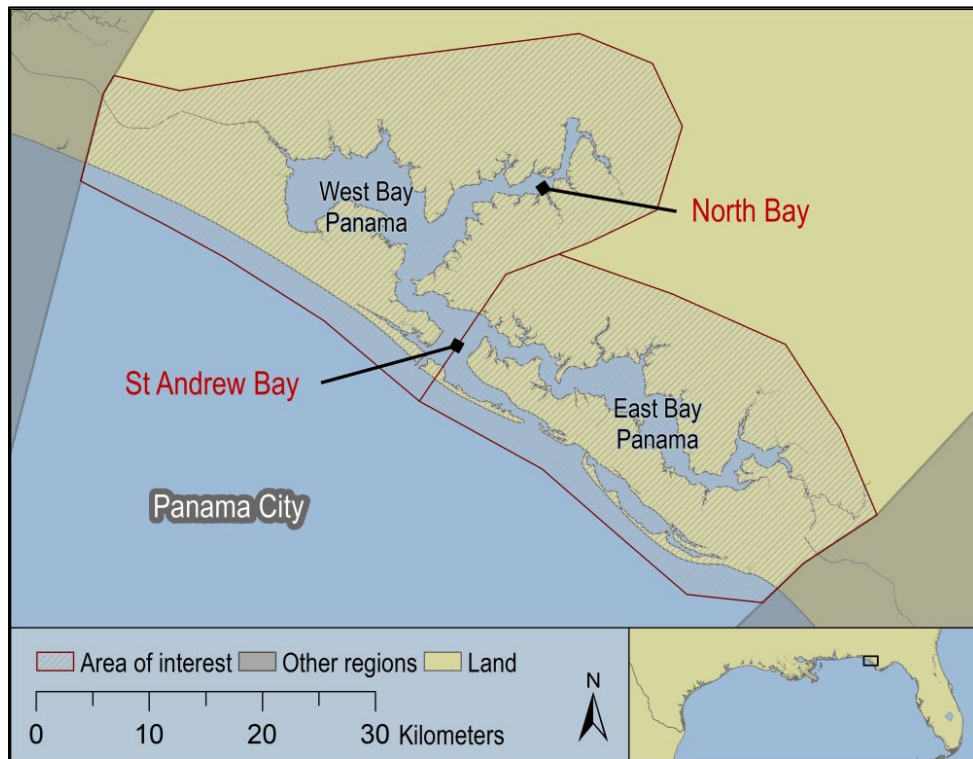 West Bay
Panama
North Bay
St Andrew Bay
East Bay
Panama
Panama City
Area of interest
Other regions
Land
0 10 20 30 Kilometers
N